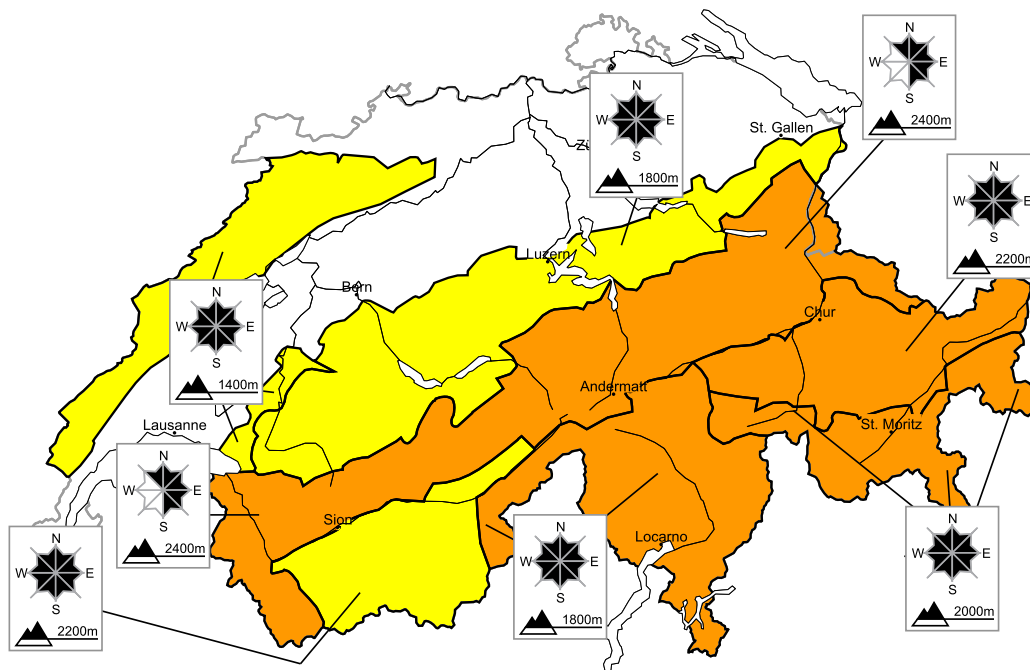 N
W E
S
2400m
St. Gallen
N
W E
S
1800m
Zü
N
W E
S
2200m
Luzern
Bern
N
W E
S
1400m
Chur
Andermatt
St. Moritz
Lausanne
N
W E
S
2400m
Sion
Locarno
N
W E
S
2200m
N
W E
S
1800m
N
W E
S
2000m